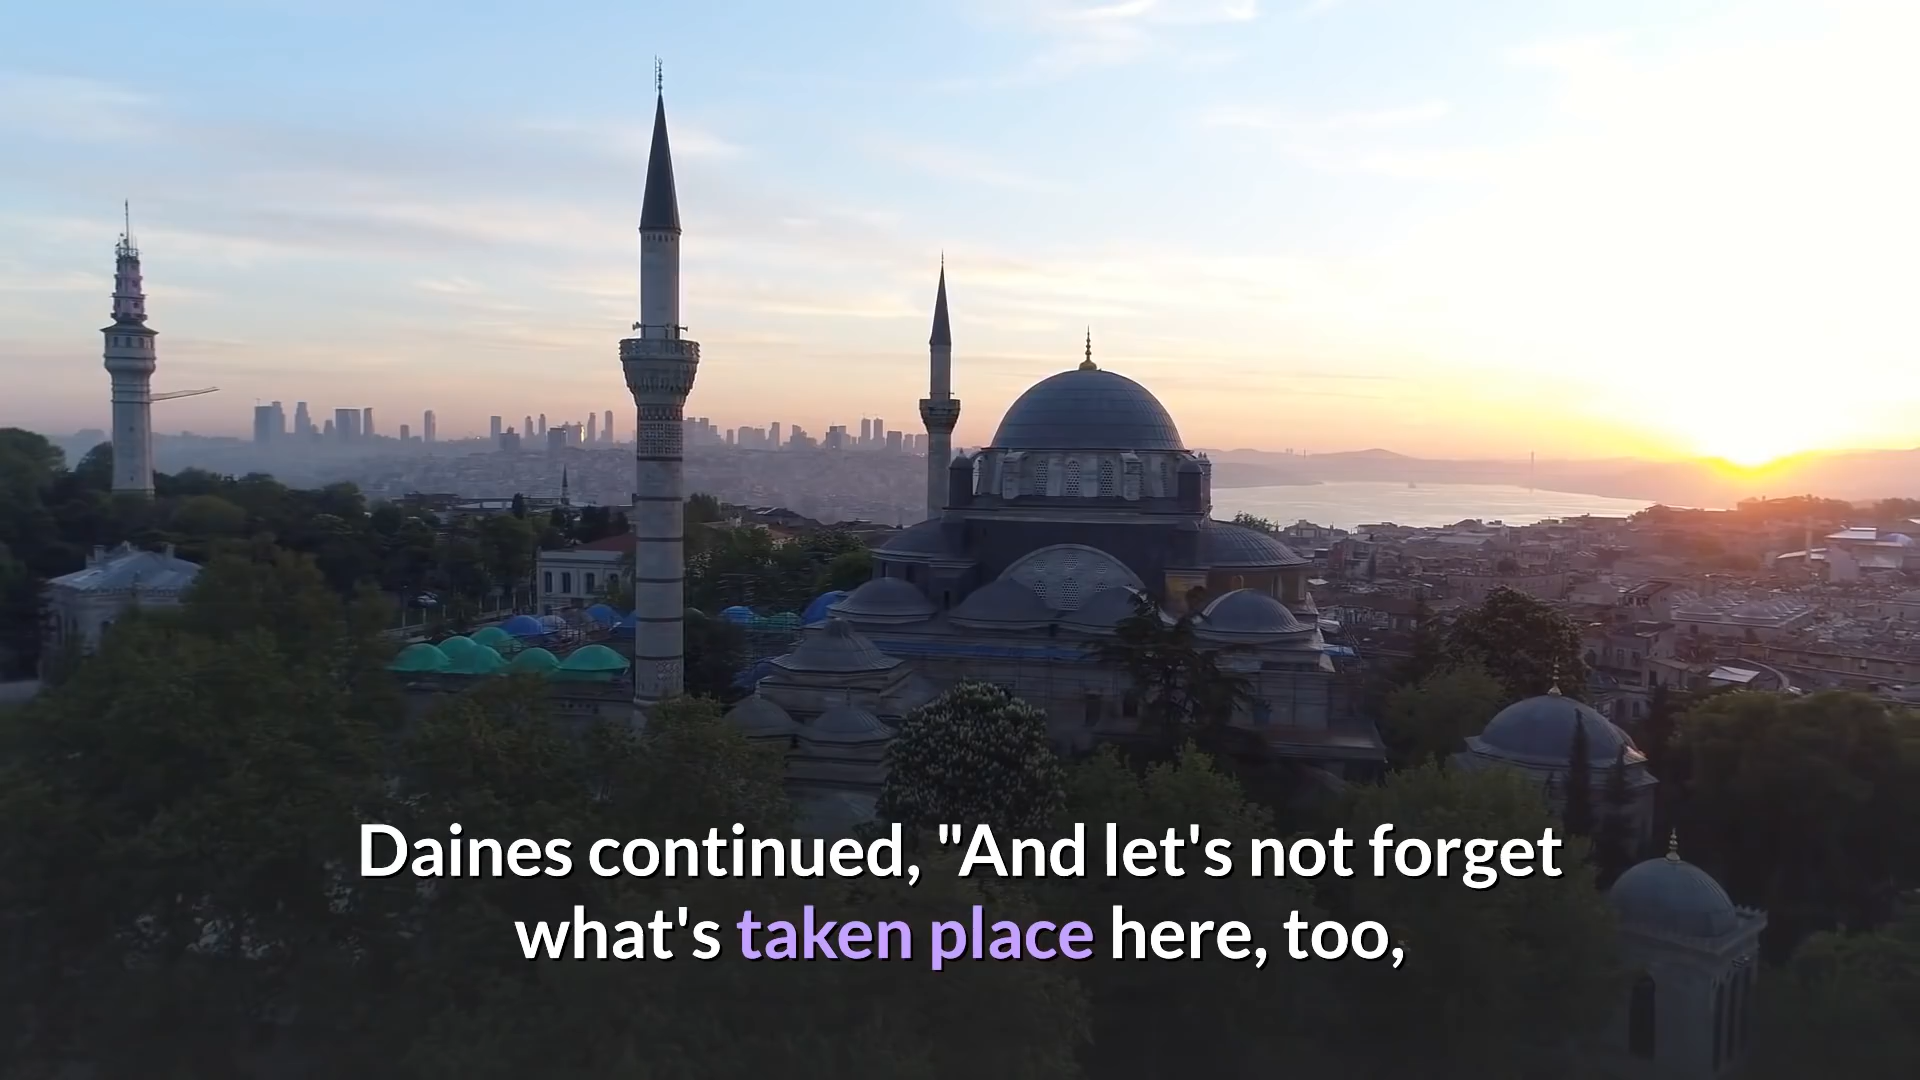 Daines continued, "And let's not forget
what's taken place here, too,